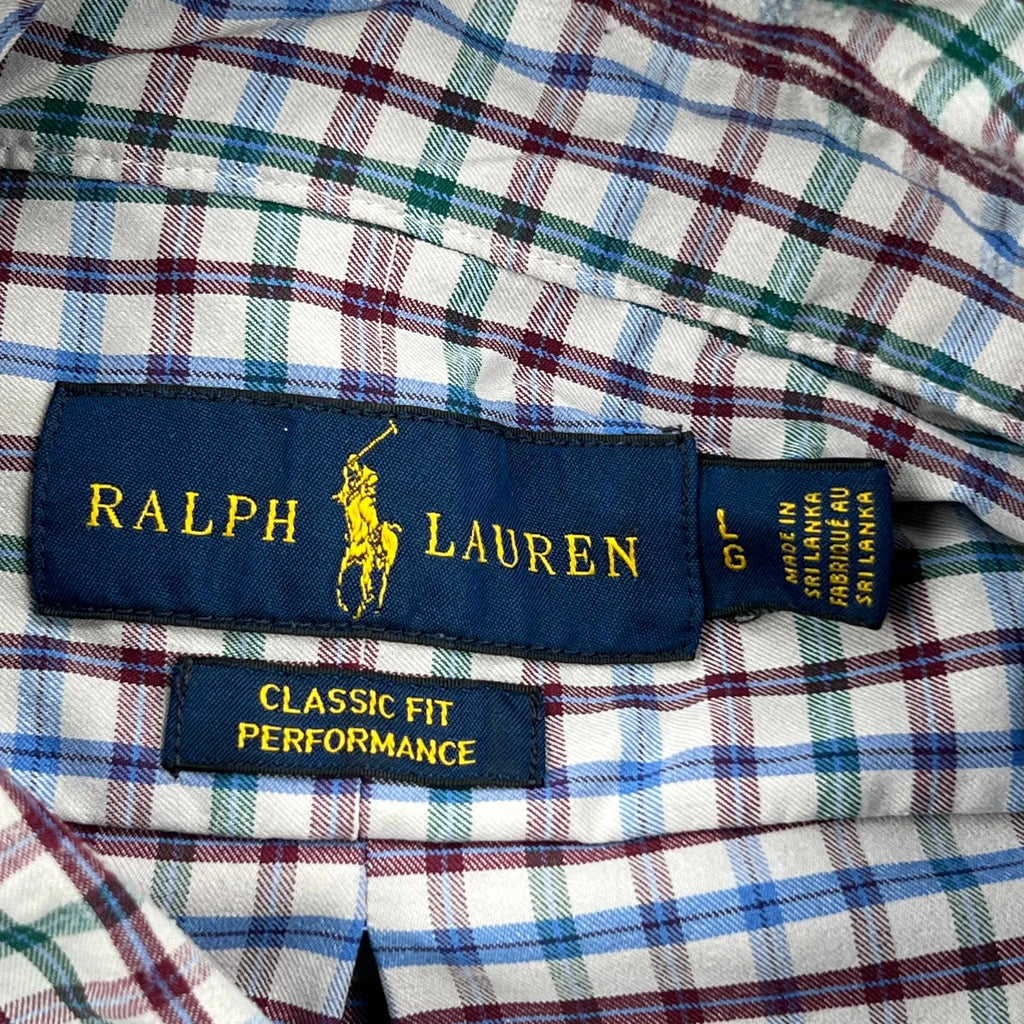 RALPH LAUREN
L
G
MADE IN
SRI LANKA
FABRIQUÉ AU
SRI LANKA
CLASSIC FIT
PERFORMANCE